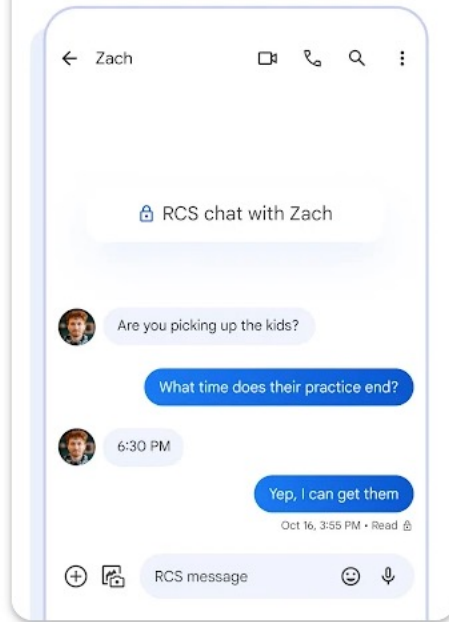 Zach
RCS chat with Zach
Are you picking up the kids?
What time does their practice end?
6:30 PM
Yep, I can get them
Oct 16, 3:55 PM • Read
RCS message